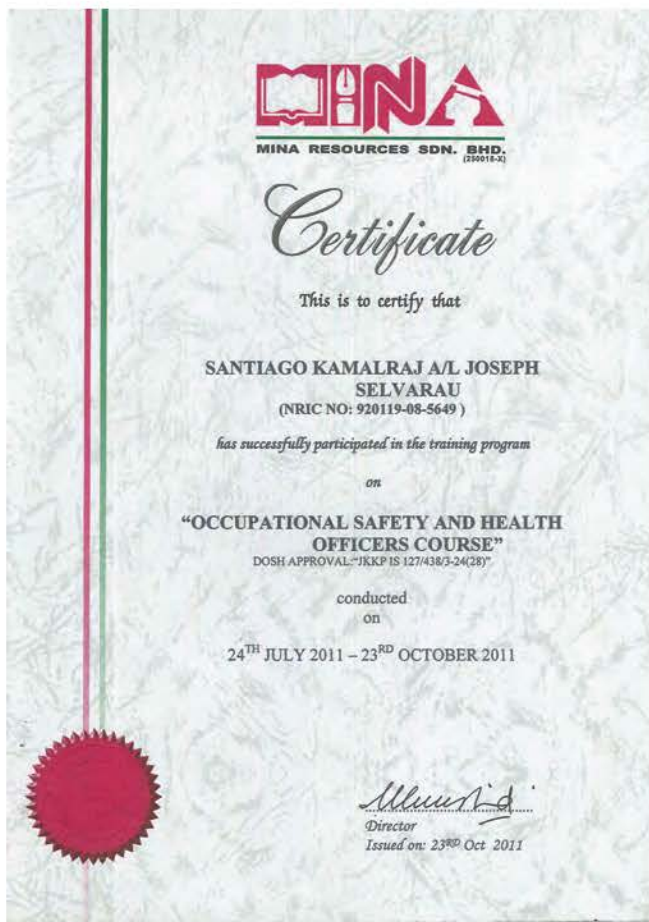 MINA
MINA RESOURCES SDN. BHD.
(250018-X)
Certificate
This is to certify that
SANTIAGO KAMALRAJ A/L JOSEPH
SELVARAU
(NRIC NO: 920119-08-5649 )
has successfully participated in the training program
on
“OCCUPATIONAL SAFETY AND HEALTH
OFFICERS COURSE”
DOSH APPROVAL:“JKKP IS 127/438/3-24(28)”
conducted
on
24TH JULY 2011 – 23RD OCTOBER 2011
Director
Issued on: 23RD Oct 2011